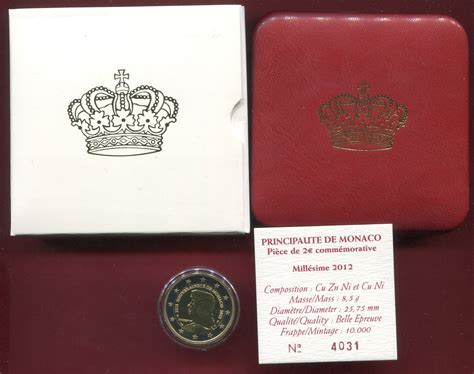 PRINCIPAUTE DE MONACO
Pièce de 2€ commémorative
Millésime 2012
Composition : Cu Zn Ni et Cu Ni
Masse/Mass : 8,5 g
Diamètre/Diameter : 25,75 mm
Qualité/Quality : Belle Epreuve
Frappe/Mintage : 10.000
No 4031